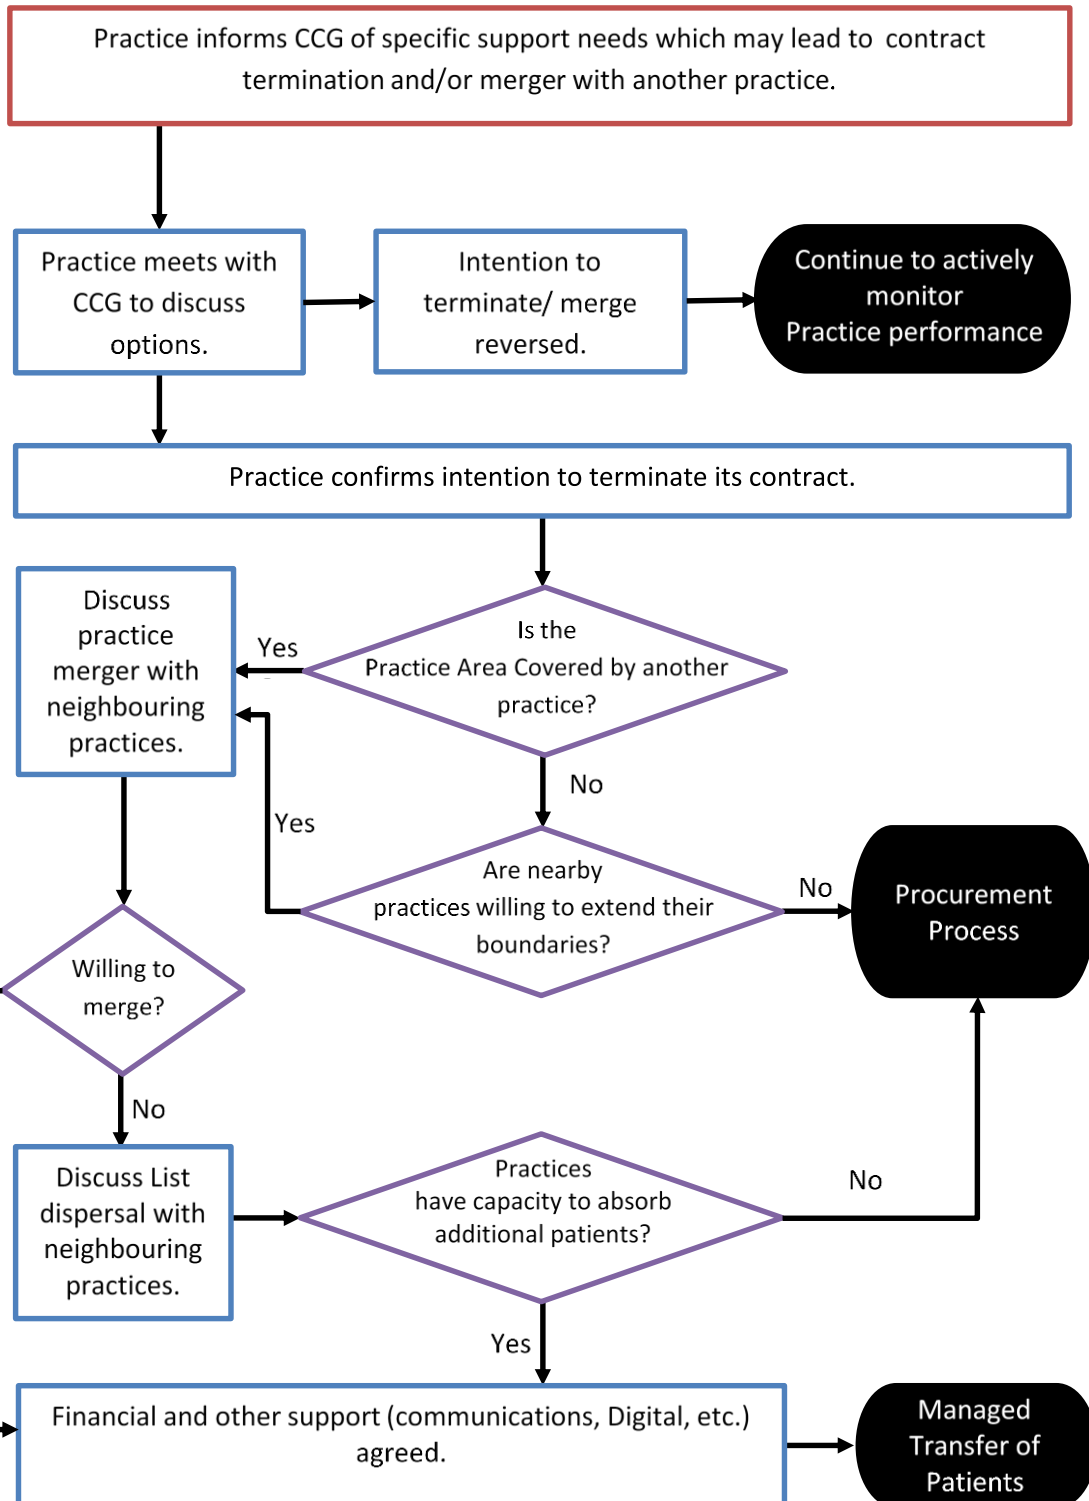 Practice informs CCG of specific support needs which may lead to contract
termination and/or merger with another practice.
Practice meets with
CCG to discuss
options.
Intention to
terminate/ merge
reversed.
Continue to actively
monitor
Practice performance
Practice confirms intention to terminate its contract.
Discuss
practice
merger with
neighbouring
practices.
Yes
Is the
Practice Area Covered by another
practice?
No
Yes
Are nearby
practices willing to extend their
boundaries?
No
Procurement
Process
Willing to
merge?
No
Discuss List
dispersal with
neighbouring
practices.
Practices
have capacity to absorb
additional patients?
No
Yes
Financial and other support (communications, Digital, etc.)
agreed.
Managed
Transfer of
Patients